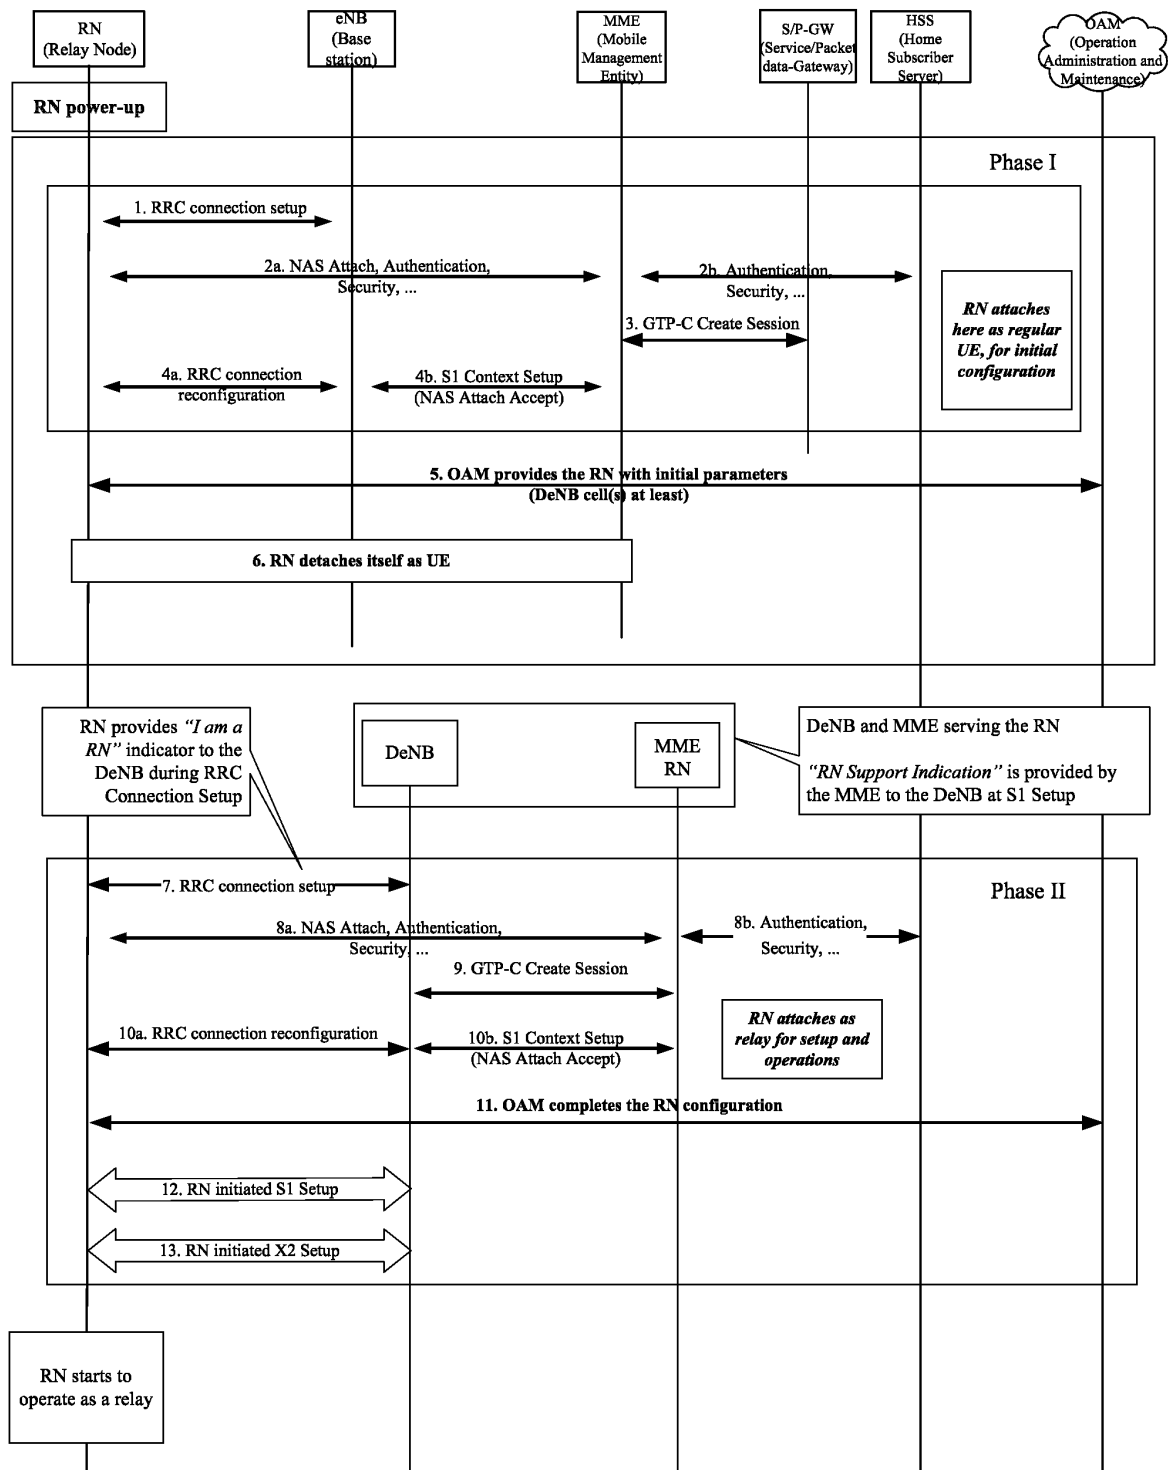 RN
(Relay Node)
eNB
(Base
station)
MME
(Mobile
Management
Entity)
S/P-GW
(Service/Packet
data-Gateway)
HSS
(Home
Subscriber
Server)
OAM
(Operation
Administration and
Maintenance)
RN power-up
Phase I
1. RRC connection setup
2a. NAS Attach, Authentication,
Security, ...
2b. Authentication,
Security, ...
3. GTP-C Create Session
RN attaches
here as regular
UE, for initial
configuration
4a. RRC connection
reconfiguration
4b. S1 Context Setup
(NAS Attach Accept)
5. OAM provides the RN with initial parameters
(DeNB cell(s) at least)
6. RN detaches itself as UE
RN provides “I am a
RN” indicator to the
DeNB during RRC
Connection Setup
DeNB
MME
RN
DeNB and MME serving the RN
“RN Support Indication” is provided by
the MME to the DeNB at S1 Setup
Phase II
7. RRC connection setup
8a. NAS Attach, Authentication,
Security, ...
8b. Authentication,
Security, ...
9. GTP-C Create Session
10a. RRC connection reconfiguration
10b. S1 Context Setup
(NAS Attach Accept)
RN attaches as
relay for setup and
operations
11. OAM completes the RN configuration
12. RN initiated S1 Setup
13. RN initiated X2 Setup
RN starts to
operate as a relay